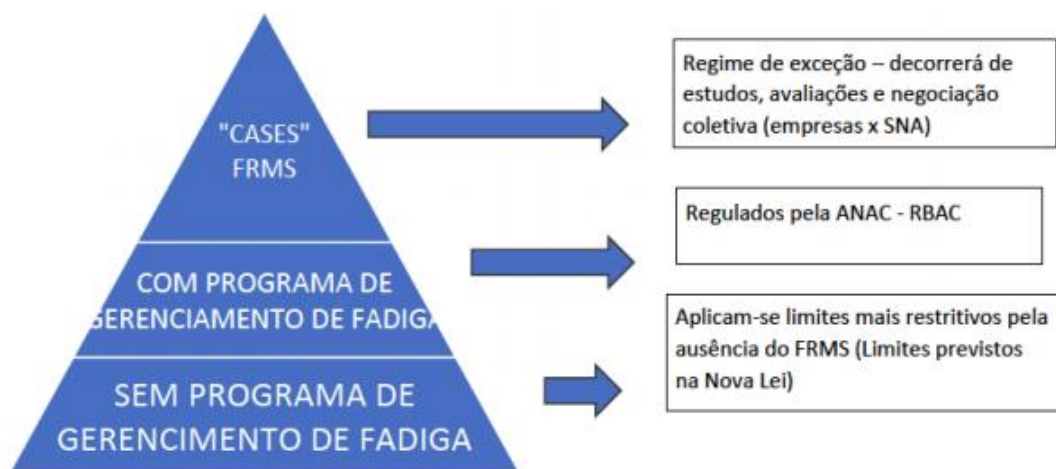 "CASES"
FRMS
Regime de exceção – decorrerá de
estudos, avaliações e negociação
coletiva (empresas x SNA)
COM PROGRAMA DE
GERENCIAMENTO DE FADIGA
Regulados pela ANAC - RBAC
SEM PROGRAMA DE
GERENCIMENTO DE FADIGA
Aplicam-se limites mais restritivos pela
ausência do FRMS (Limites previstos
na Nova Lei)